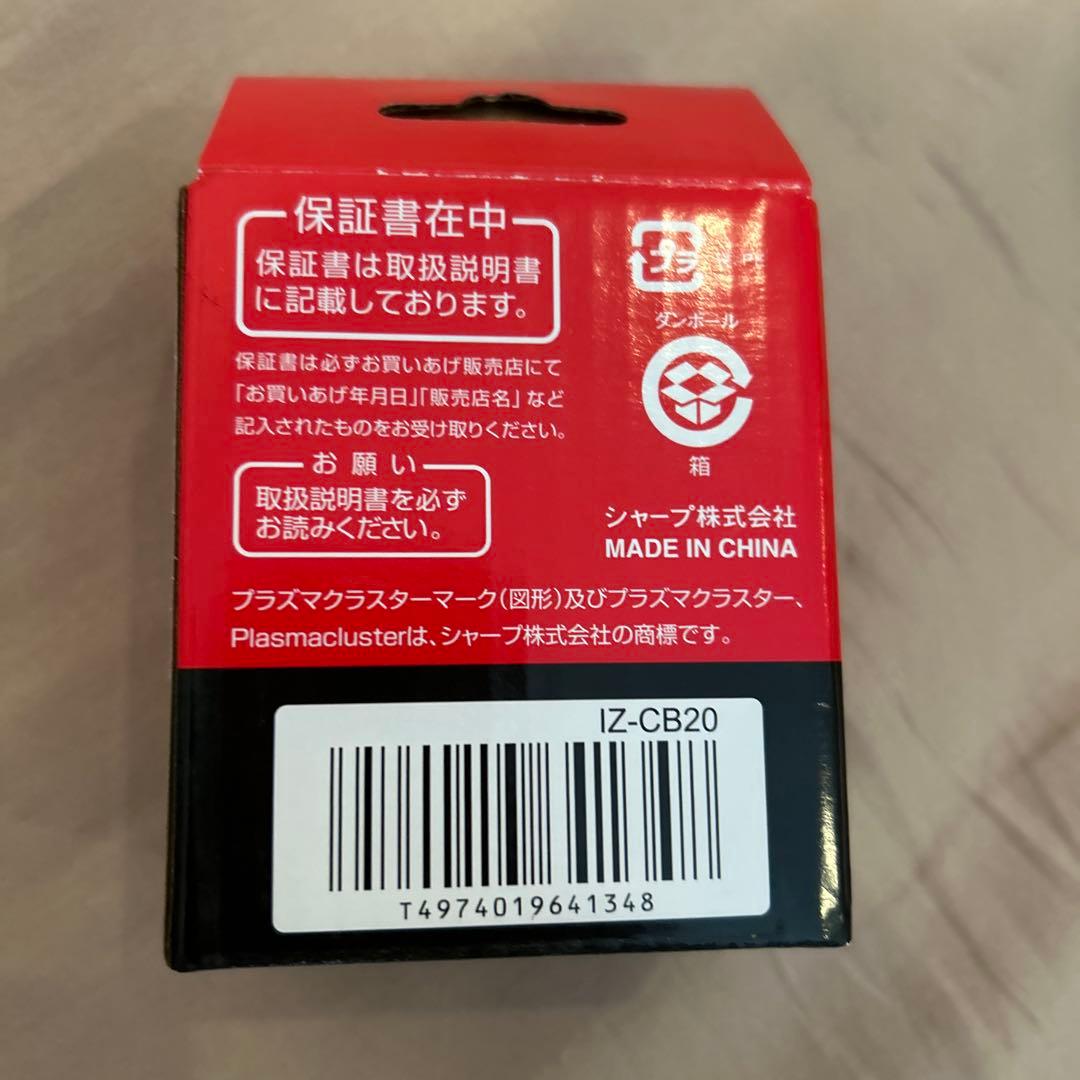 保証書在中
保証書は取扱説明書
に記載しております。
保証書は必ずお買いあげ販売店にて
「お買いあげ年月日」「販売店名」など
記入されたものをお受け取りください。
お願い
取扱説明書を必ず
お読みください。
プラ
ダンボール
箱
シャープ株式会社
MADE IN CHINA
プラズマクラスターマーク(図形)及びプラズマクラスター、
Plasmaclusterは、シャープ株式会社の商標です。
IZ-CB20
T4974019641348